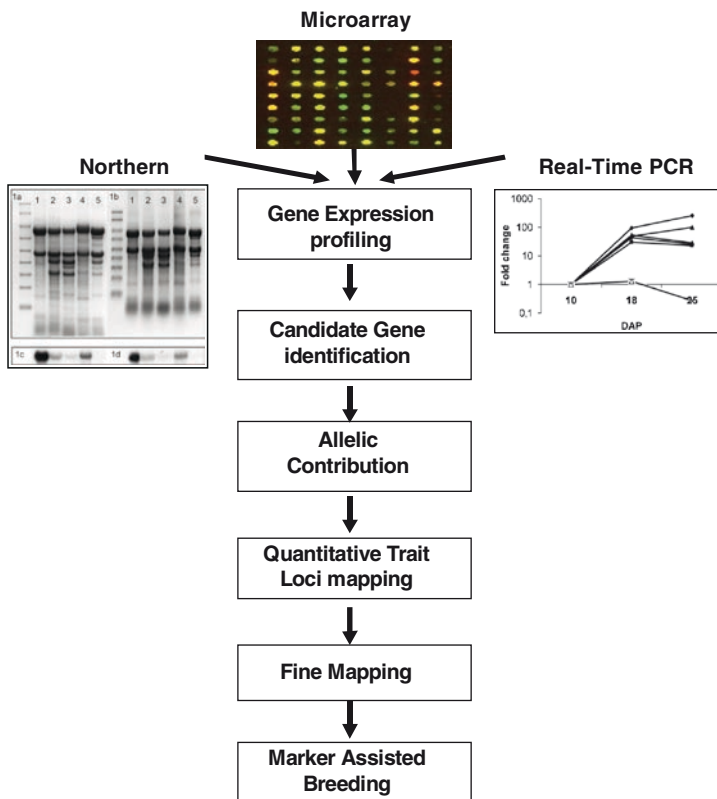 Microarray
Northern
Real-Time PCR
1a
1 2 3 4 5
1b
1 2 3 4 5
1c
1d
Fold change
1000
100
10
1
0,1
10
18
25
DAP
Gene Expression
profiling
Candidate Gene
identification
Allelic
Contribution
Quantitative Trait
Loci mapping
Fine Mapping
Marker Assisted
Breeding